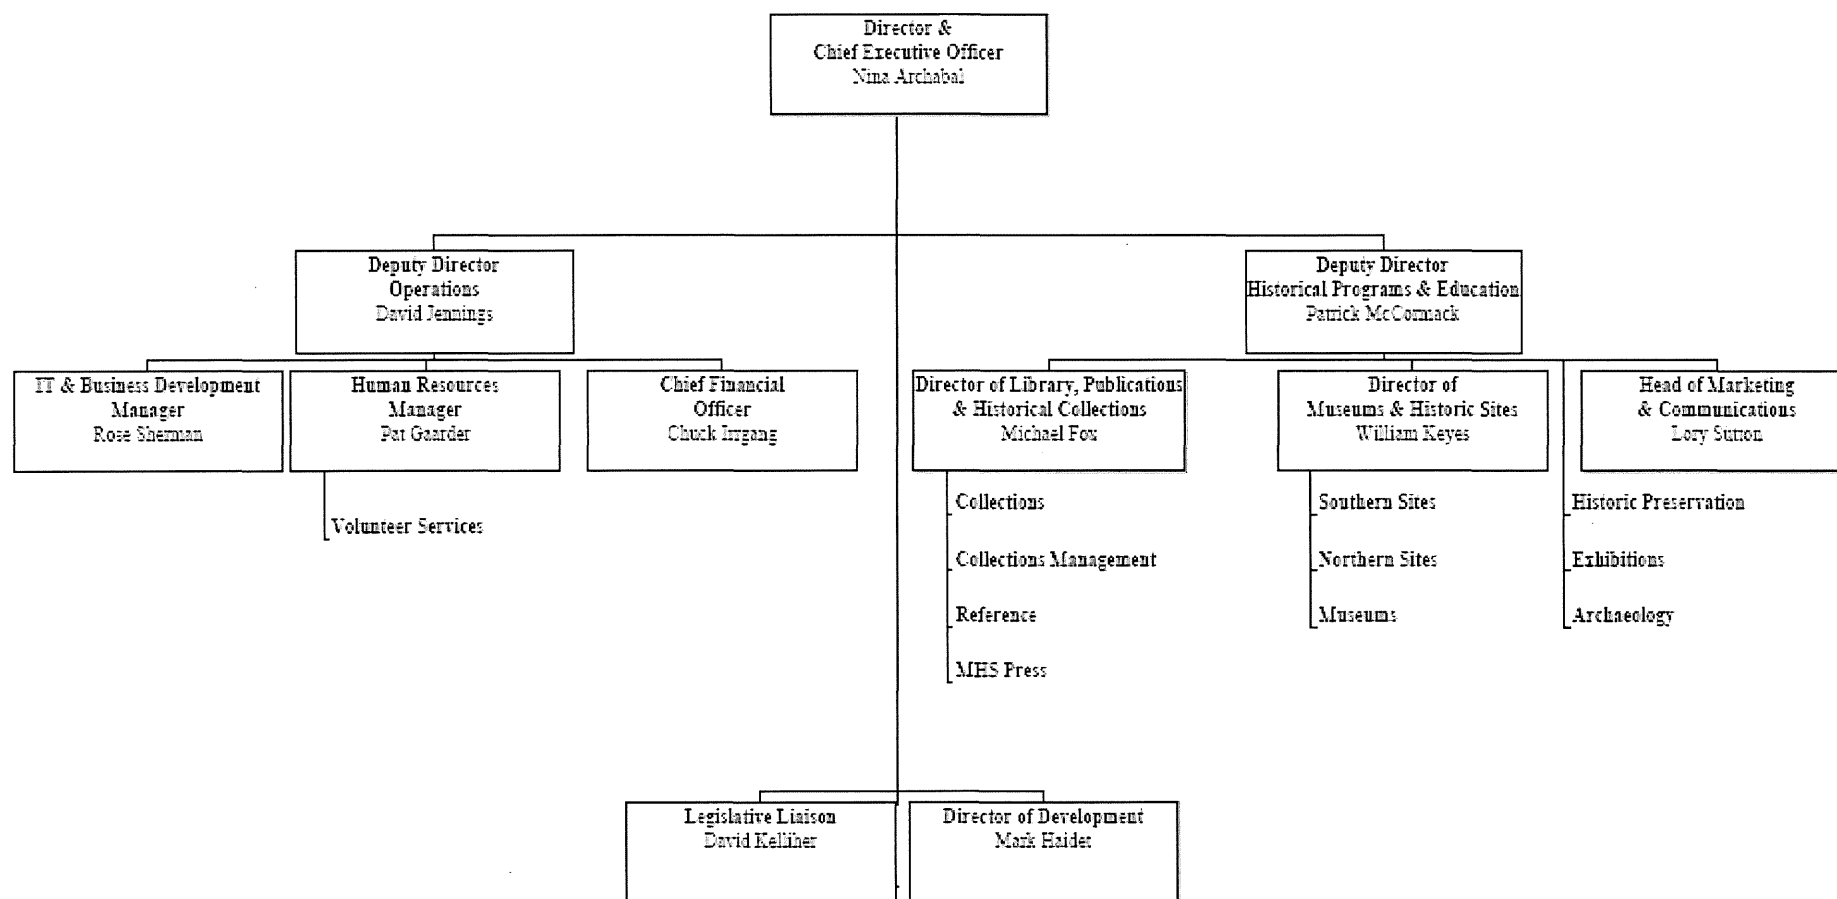 Director &
Chief Executive Officer
Nina Archabal
Deputy Director
Operations
David Jennings
Deputy Director
Historical Programs & Education
Patrick McCormack
IT & Business Development
Manager
Rose Sherman
Human Resources
Manager
Pat Gaarder
Chief Financial
Officer
Chuck Irrgang
Director of Library, Publications
& Historical Collections
Michael Fox
Director of
Museums & Historic Sites
William Keyes
Head of Marketing
& Communications
Lory Sutton
Volunteer Services
Collections
Collections Management
Reference
MHS Press
Southern Sites
Northern Sites
Museums
Historic Preservation
Exhibitions
Archaeology
Legislative Liaison
David Kelliher
Director of Development
Mark Haidet